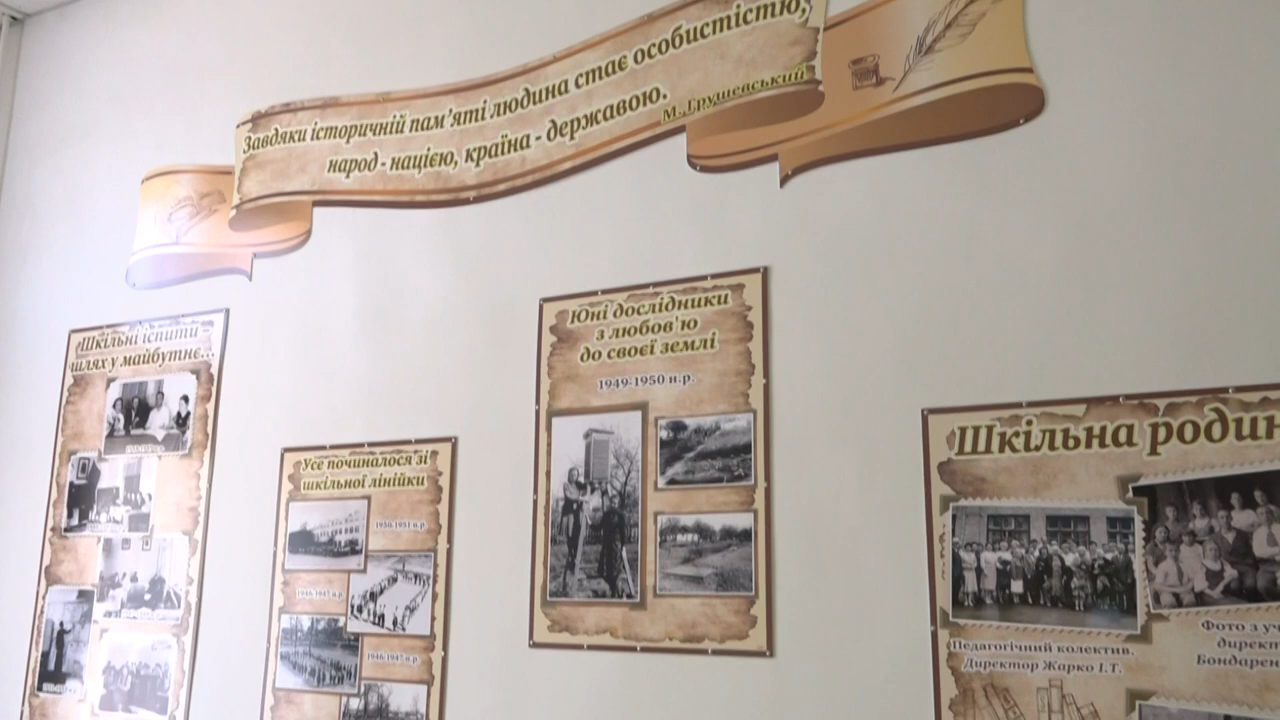 Завдяки історичній пам'яті людина стає особистістю,
народ - нацією, країна - державою.
М. Грушевський
Шкільні іспити –
шлях у майбутнє...
Усе починалося зі
шкільної лінійки
1950-1951 н.р.
1946-1947 н.р.
1946-1947 н.р.
Юні дослідники
з любов'ю
до своєї землі
1949-1950 н.р.
Шкільна родин
Педагогічний колектив.
Директор Жарко І.Т.
Фото з уч
директ
Бондарен